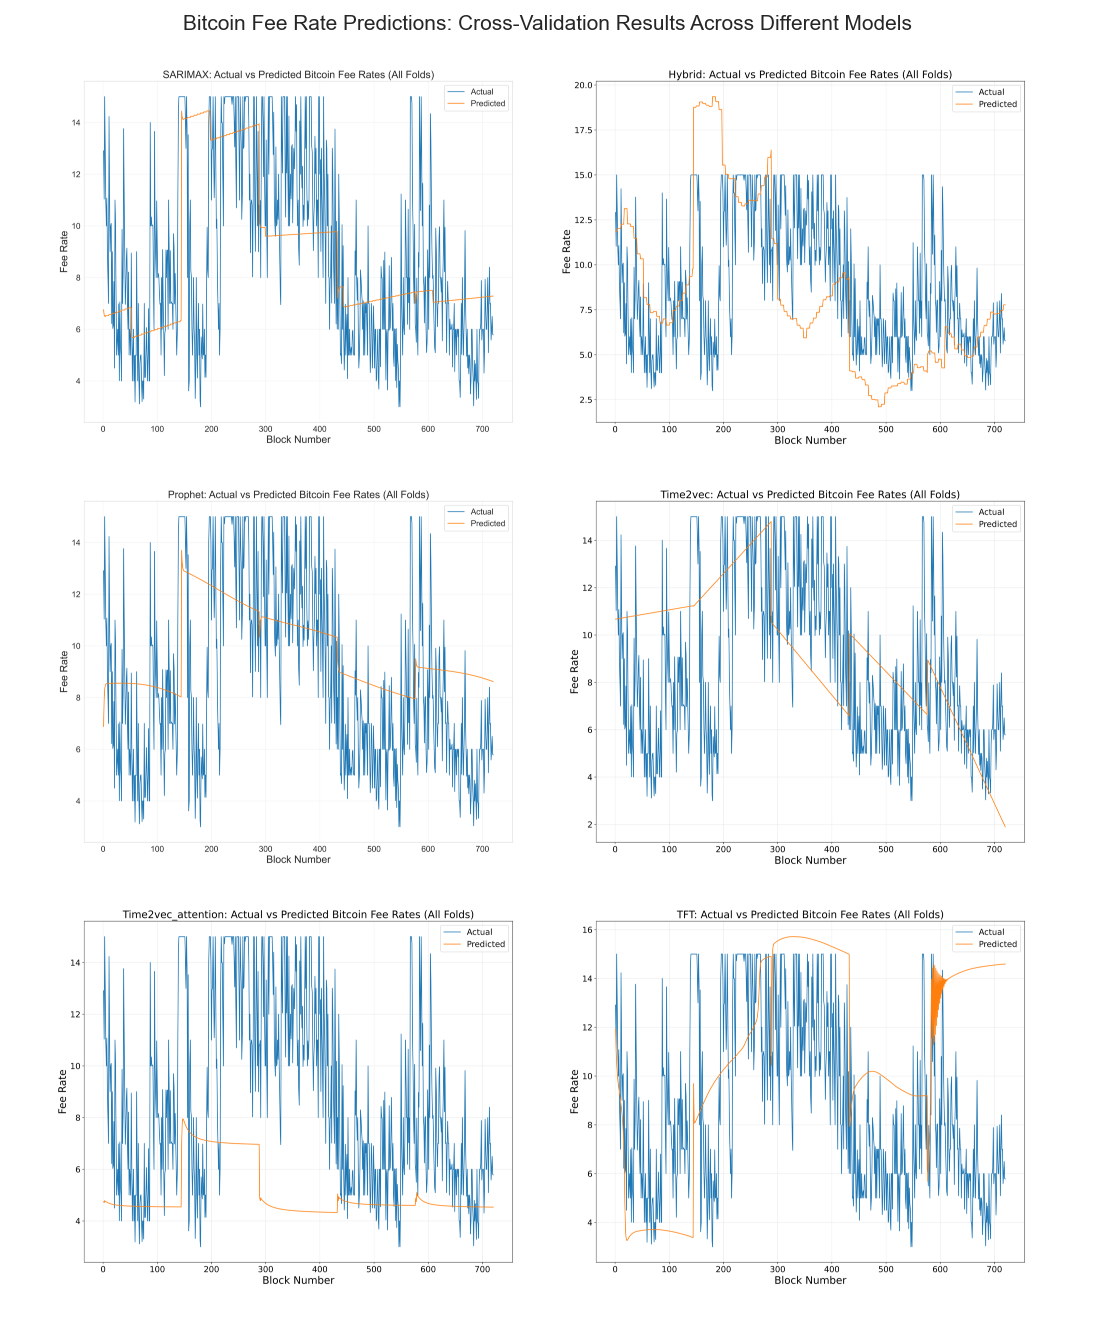 Bitcoin Fee Rate Predictions: Cross-Validation Results Across Different Models
SARIMAX: Actual vs Predicted Bitcoin Fee Rates (All Folds)
Actual
Predicted
14
12
10
8
6
4
Fee Rate
0 100 200 300 400 500 600 700
Block Number
Hybrid: Actual vs Predicted Bitcoin Fee Rates (All Folds)
Actual
Predicted
20.0
17.5
15.0
12.5
10.0
7.5
5.0
2.5
Fee Rate
0 100 200 300 400 500 600 700
Block Number
Prophet: Actual vs Predicted Bitcoin Fee Rates (All Folds)
Actual
Predicted
14
12
10
8
6
4
Fee Rate
0 100 200 300 400 500 600 700
Block Number
Time2vec: Actual vs Predicted Bitcoin Fee Rates (All Folds)
Actual
Predicted
14
12
10
8
6
4
2
Fee Rate
0 100 200 300 400 500 600 700
Block Number
Time2vec_attention: Actual vs Predicted Bitcoin Fee Rates (All Folds)
Actual
Predicted
14
12
10
8
6
4
Fee Rate
0 100 200 300 400 500 600 700
Block Number
TFT: Actual vs Predicted Bitcoin Fee Rates (All Folds)
Actual
Predicted
16
14
12
10
8
6
4
Fee Rate
0 100 200 300 400 500 600 700
Block Number